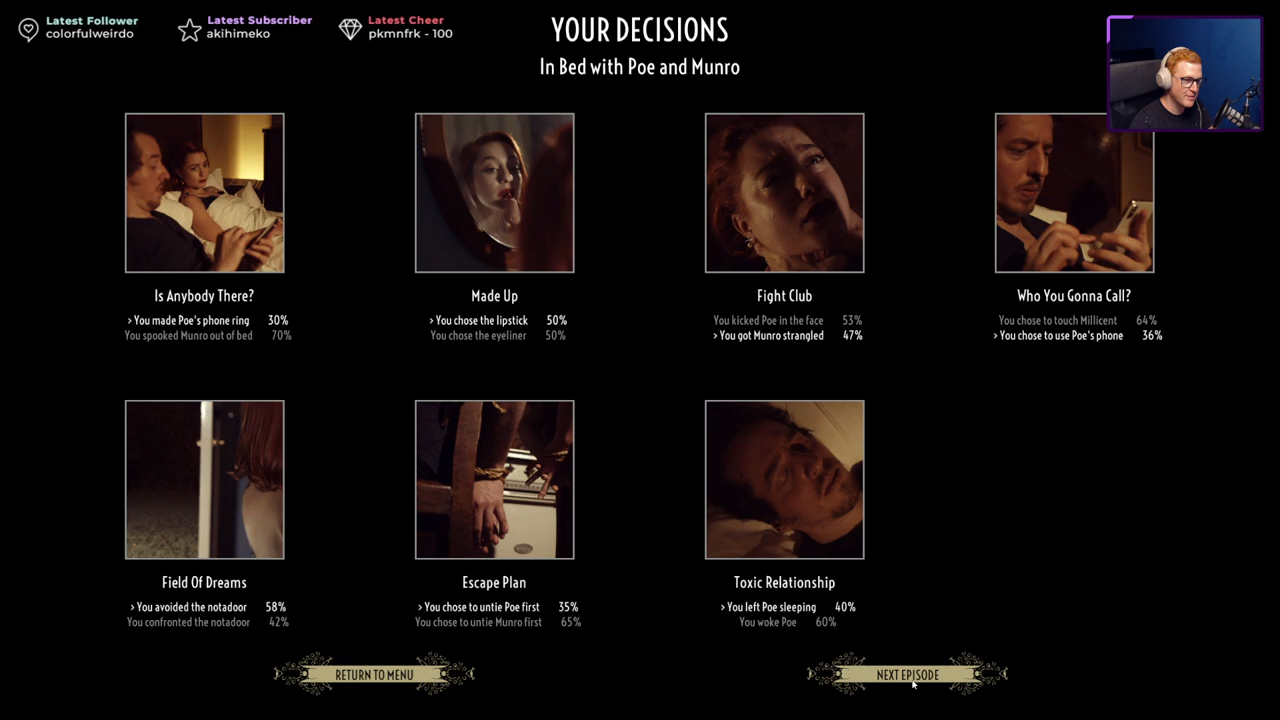 Latest Follower
colorfulweirdo
Latest Subscriber
akihimeko
Latest Cheer
pkmnfrk - 100
YOUR DECISIONS
In Bed with Poe and Munro
Is Anybody There?
> You made Poe's phone ring 30%
You spooked Munro out of bed 70%
Made Up
> You chose the lipstick 50%
You chose the eyeliner 50%
Fight Club
You kicked Poe in the face 53%
> You got Munro strangled 47%
Who You Gonna Call?
You chose to touch Millicent 64%
> You chose to use Poe's phone 36%
Field Of Dreams
> You avoided the notadoor 58%
You confronted the notadoor 42%
Escape Plan
> You chose to untie Poe first 35%
You chose to untie Munro first 65%
Toxic Relationship
> You left Poe sleeping 40%
You woke Poe 60%
RETURN TO MENU
NEXT EPISODE